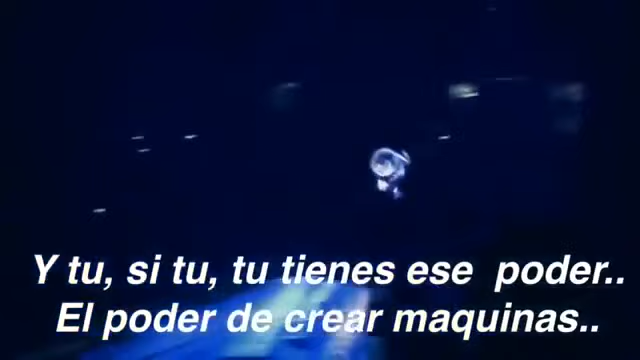 Y tu, si tu, tu tienes ese  poder..
El poder de crear maquinas..